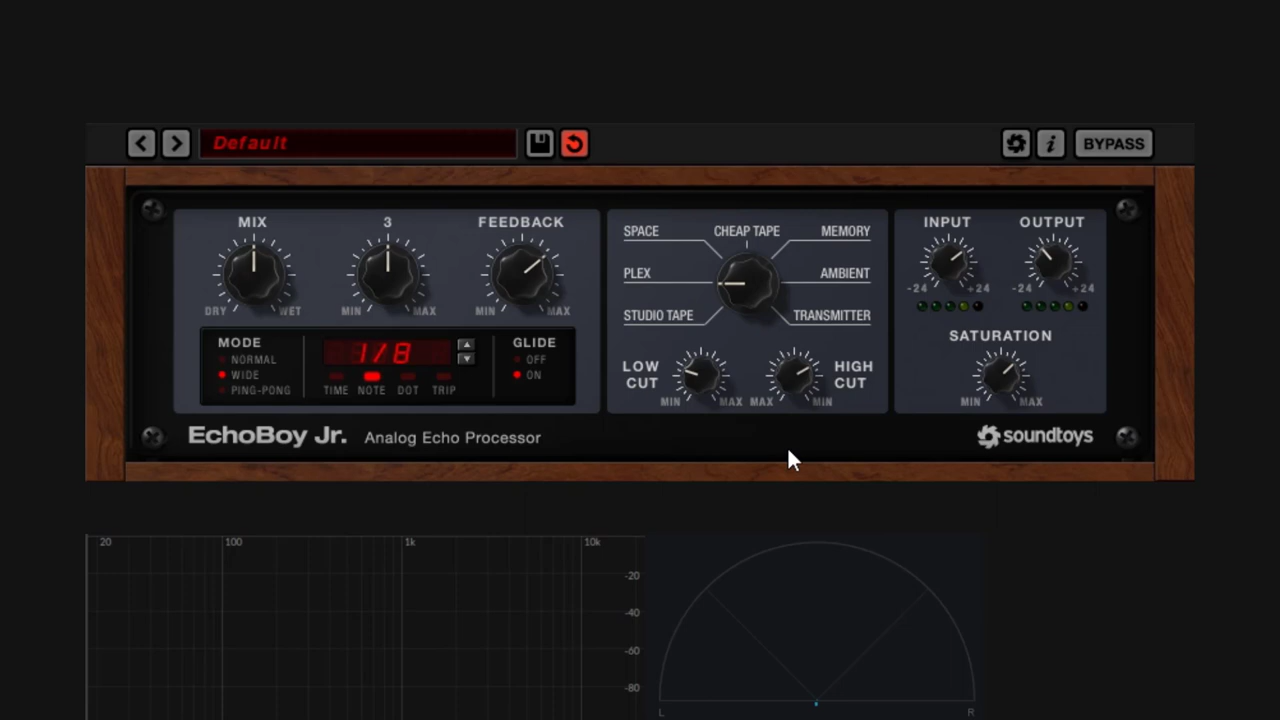 Default
i
BYPASS
MIX
3
FEEDBACK
DRY
WET
MIN
MAX
MIN
MAX
MODE
NORMAL
WIDE
PING-PONG
1/8
TIME
NOTE
DOT
TRIP
GLIDE
OFF
ON
SPACE
CHEAP TAPE
MEMORY
PLEX
AMBIENT
STUDIO TAPE
TRANSMITTER
LOW
CUT
MIN
MAX
HIGH
CUT
MAX
MIN
INPUT
OUTPUT
-24
+24
-24
+24
SATURATION
MIN
MAX
EchoBoy Jr.
Analog Echo Processor
soundtoys
20
100
1k
10k
-20
-40
-60
-80
L
R